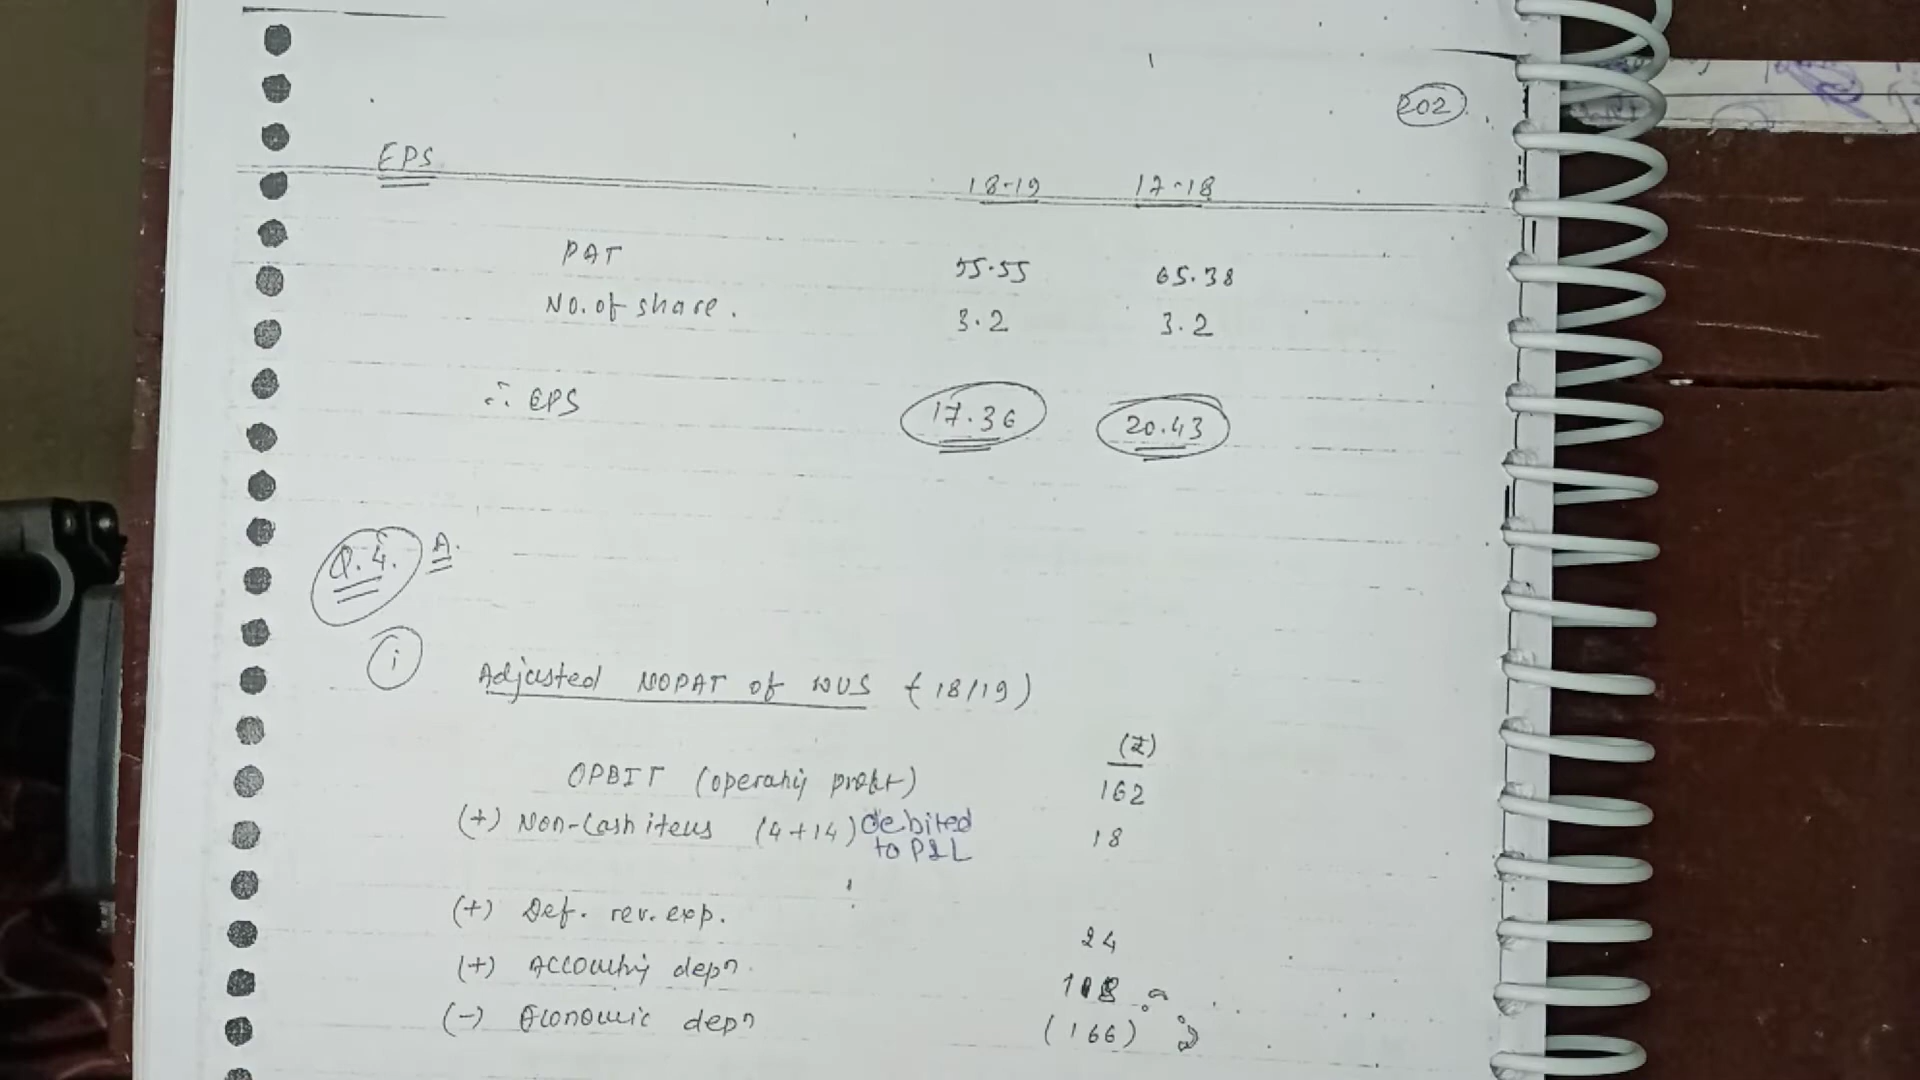 202
EPS
18-19 17-18
PAT 55.55 65.38
No. of share. 3.2 3.2
∴ EPS 17.36 20.43
Q.4. A.
i
Adjusted NOPAT of WUS (18/19)
(₹)
OPBIT (operating profit) 162
(+) Non-cash items (4+14) debited to P&L 18
(+) Def. rev. exp. 24
(+) Accounting depn.
(-) Economic depn (166)